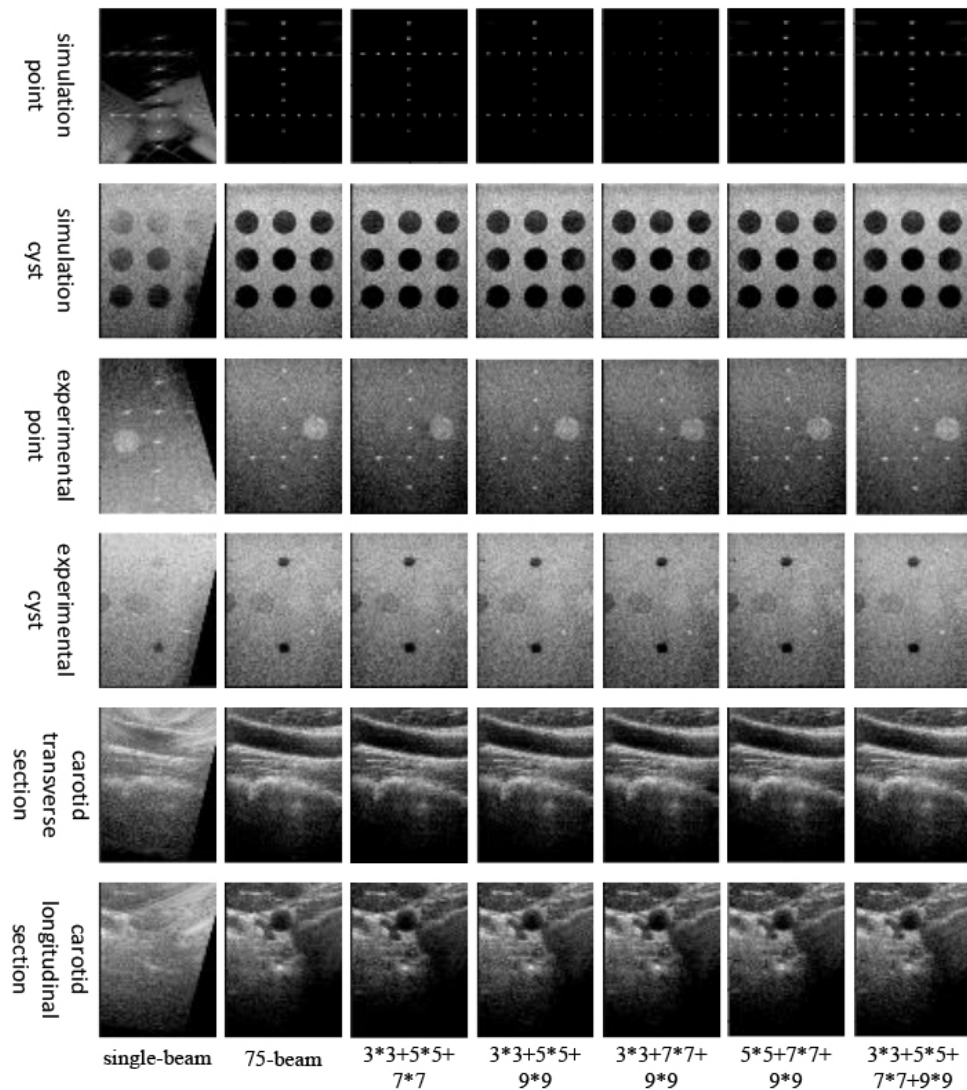 simulation
point
simulation
cyst
experimental
point
experimental
cyst
carotid
transverse
section
carotid
longitudinal
section
single-beam
75-beam
3*3+5*5+
7*7
3*3+5*5+
9*9
3*3+7*7+
9*9
5*5+7*7+
9*9
3*3+5*5+
7*7+9*9